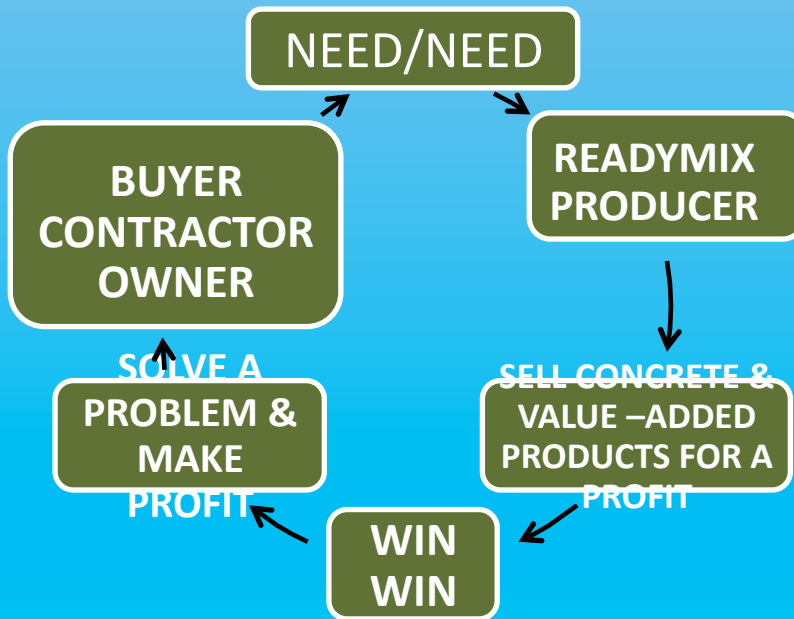 NEED/NEED
READYMIX
PRODUCER
BUYER
CONTRACTOR
OWNER
SOLVE A
PROBLEM &
MAKE
PROFIT
SELL CONCRETE &
VALUE –ADDED
PRODUCTS FOR A
PROFIT
WIN
WIN